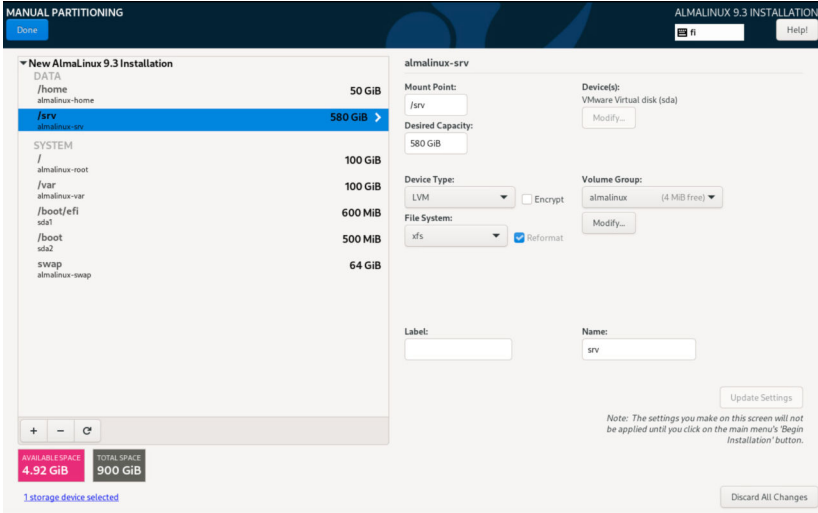 MANUAL PARTITIONING
ALMALINUX 9.3 INSTALLATION
Done
fi
Help!
New AlmaLinux 9.3 Installation
DATA
/home
50 GiB
almalinux-home
/srv
580 GiB
almalinux-srv
SYSTEM
/
100 GiB
almalinux-root
/var
100 GiB
almalinux-var
/boot/efi
600 MiB
sda1
/boot
500 MiB
sda2
swap
64 GiB
almalinux-swap
+ −
AVAILABLE SPACE
4.92 GiB
TOTAL SPACE
900 GiB
1 storage device selected
almalinux-srv
Mount Point:
/srv
Desired Capacity:
580 GiB
Device(s):
VMware Virtual disk (sda)
Modify...
Device Type:
LVM
Encrypt
Volume Group:
almalinux (4 MiB free)
Modify...
File System:
xfs
Reformat
Label:
Name:
srv
Update Settings
Note: The settings you make on this screen will not
be applied until you click on the main menu's 'Begin
Installation' button.
Discard All Changes